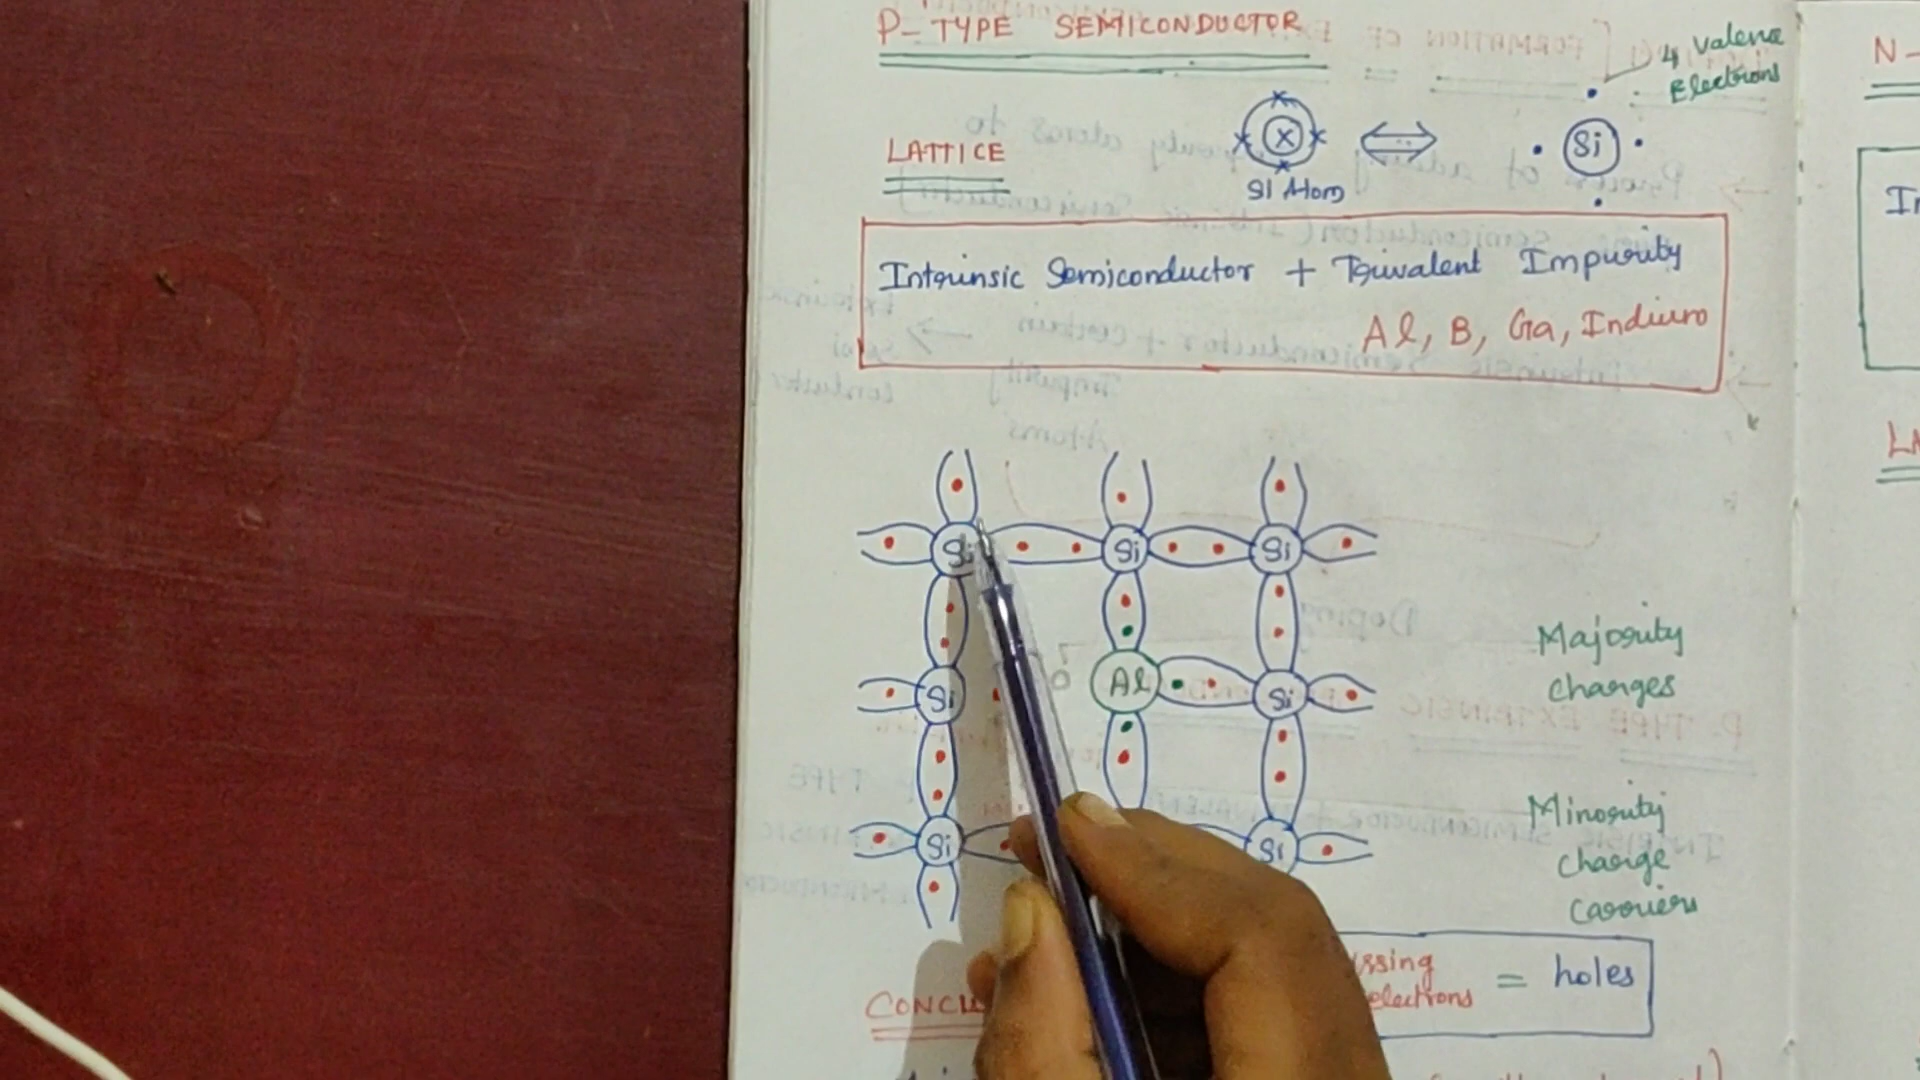 P-TYPE SEMICONDUCTOR
4 Valence
Electrons
N-
LATTICE
Si
Si Atom
Intrinsic Semiconductor + Trivalent Impurity
Al, B, Ga, Indium
Si Si Si
Si Al Si
Si Si
Majority
Charges
Minority
Charge
Carriers
electrons = holes